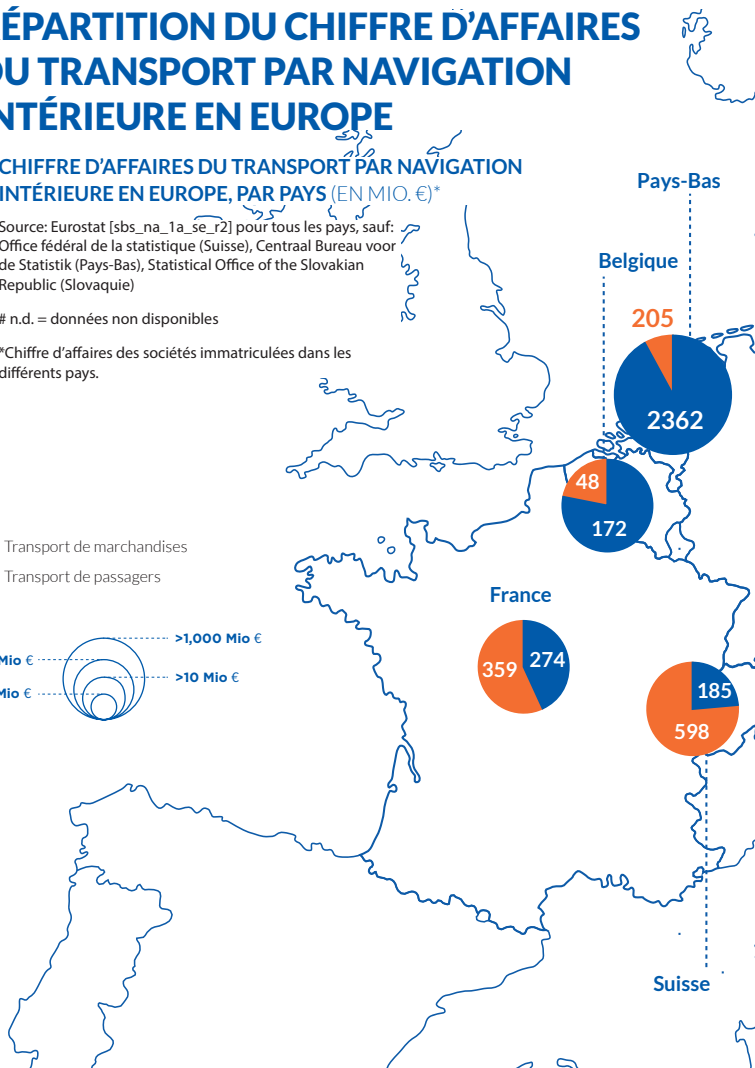 ÉPARTITION DU CHIFFRE D'AFFAIRES
DU TRANSPORT PAR NAVIGATION
NTÉRIEURE EN EUROPE
CHIFFRE D'AFFAIRES DU TRANSPORT PAR NAVIGATION
INTÉRIEURE EN EUROPE, PAR PAYS (EN MIO. €)*
Source: Eurostat [sbs_na_1a_se_r2] pour tous les pays, sauf:
Office fédéral de la statistique (Suisse), Centraal Bureau voor
de Statistik (Pays-Bas), Statistical Office of the Slovakian
Republic (Slovaquie)
# n.d. = données non disponibles
*Chiffre d'affaires des sociétés immatriculées dans les
différents pays.
Pays-Bas
Belgique
205
2362
48
172
Transport de marchandises
Transport de passagers
France
359
274
>1,000 Mio €
Mio €
>10 Mio €
Mio €
185
598
Suisse